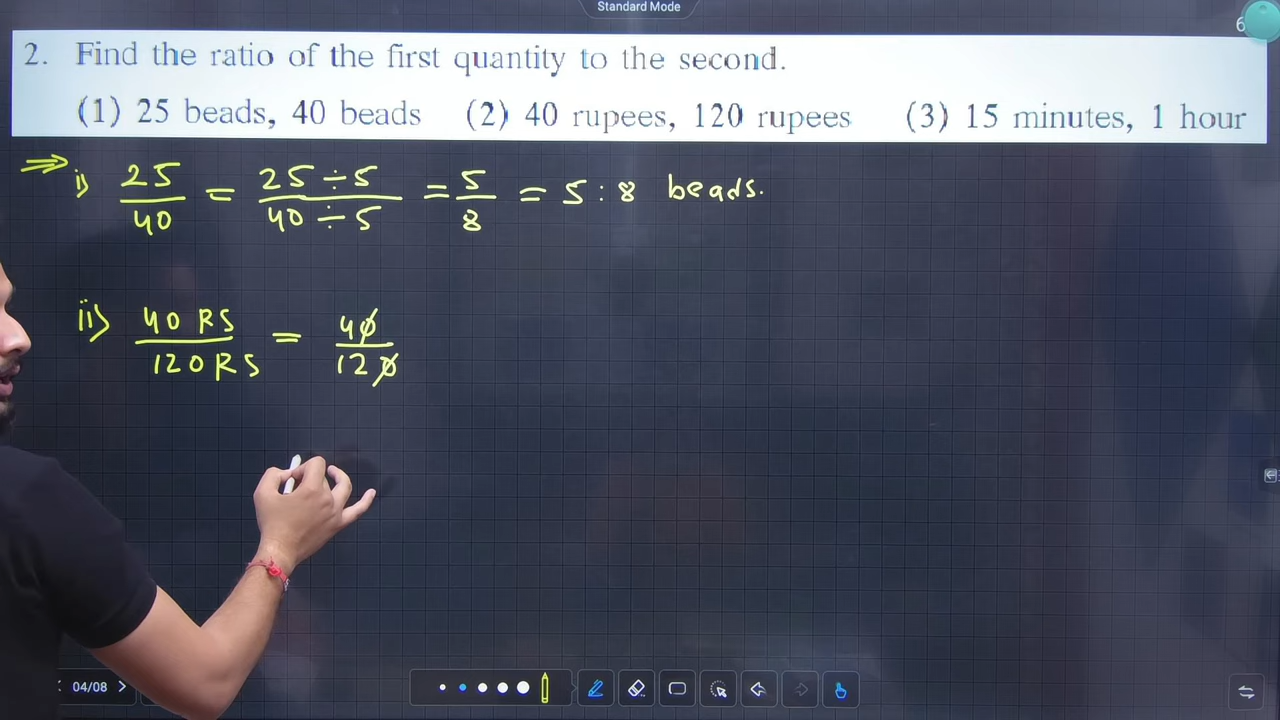 Standard Mode
6
2. Find the ratio of the first quantity to the second.
(1) 25 beads, 40 beads (2) 40 rupees, 120 rupees (3) 15 minutes, 1 hour
⇒ i) 25/40 = 25÷5/40÷5 = 5/8 = 5:8 beads.
ii) 40 RS/120 RS = 40/120
04/08